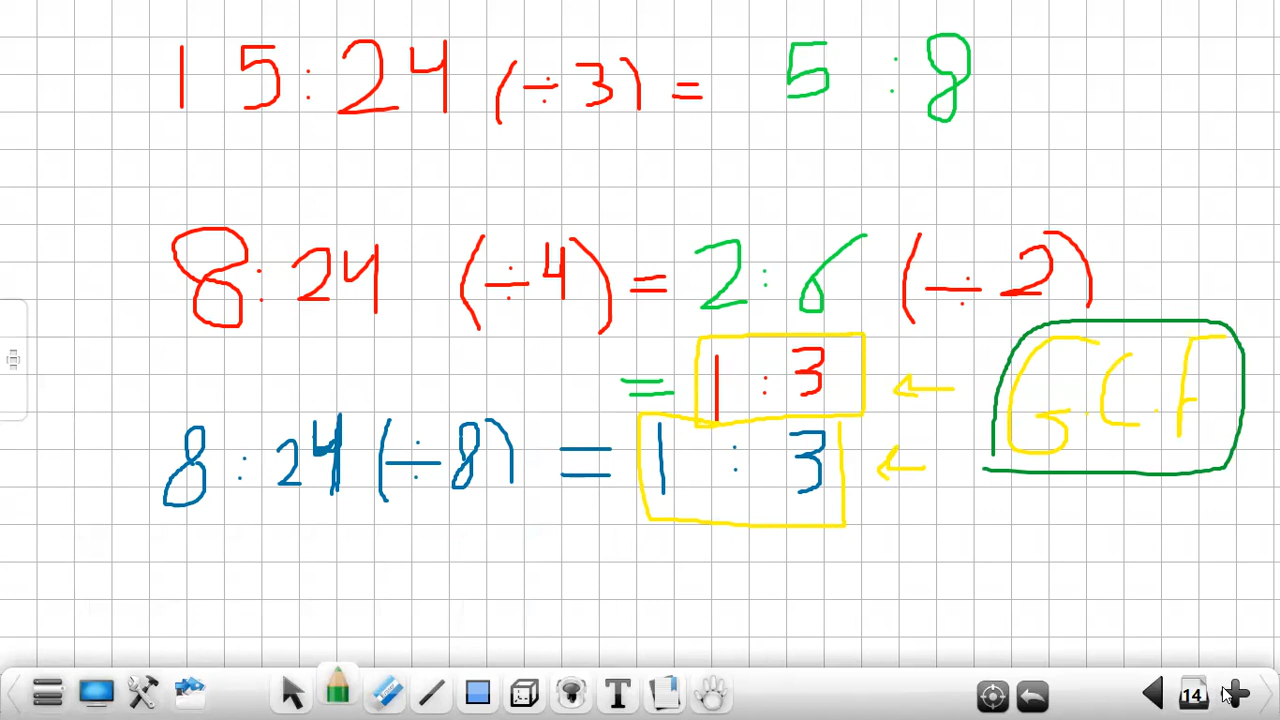 15:24 (÷3) = 5:8
8:24 (÷4) = 2:6 (÷2)
= 1:3 ← G.C.F
8:24 (÷8) = 1:3 ←
T
14